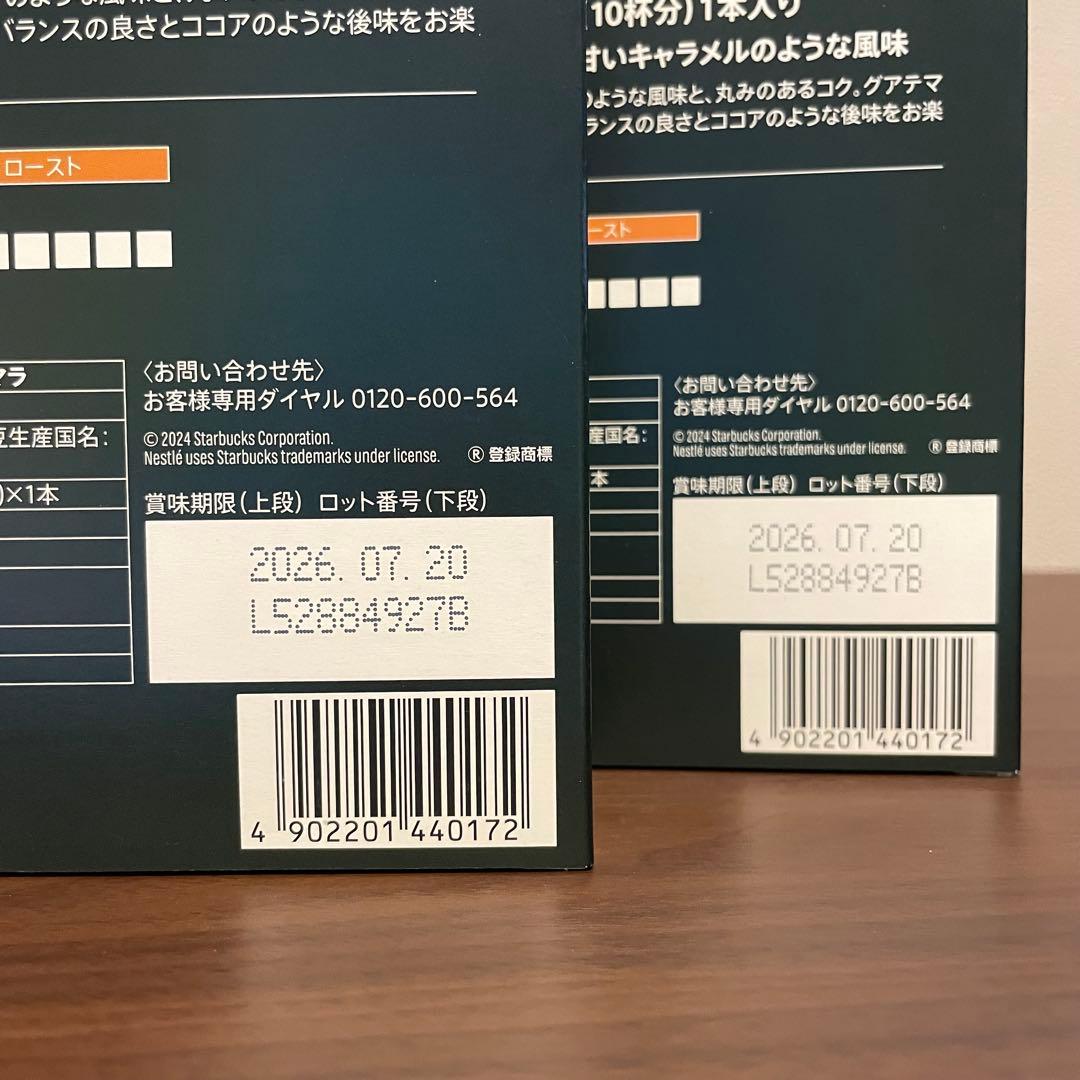 バランスの良さとココアのような後味をお楽
ロースト
マラ
豆生産国名：
)×1本
〈お問い合わせ先〉
お客様専用ダイヤル 0120-600-564
© 2024 Starbucks Corporation.
Nestlé uses Starbucks trademarks under license. ® 登録商標
賞味期限（上段） ロット番号（下段）
2026. 07. 20
L52884927B
4 902201 440172
10杯分）1本入り
甘いキャラメルのような風味
のような風味と、丸みのあるコク。グアテマ
ランスの良さとココアのような後味をお楽
ースト
産国名：
本
〈お問い合わせ先〉
お客様専用ダイヤル 0120-600-564
© 2024 Starbucks Corporation.
Nestlé uses Starbucks trademarks under license. ® 登録商標
賞味期限（上段） ロット番号（下段）
2026. 07. 20
L52884927B
4 902201 440172